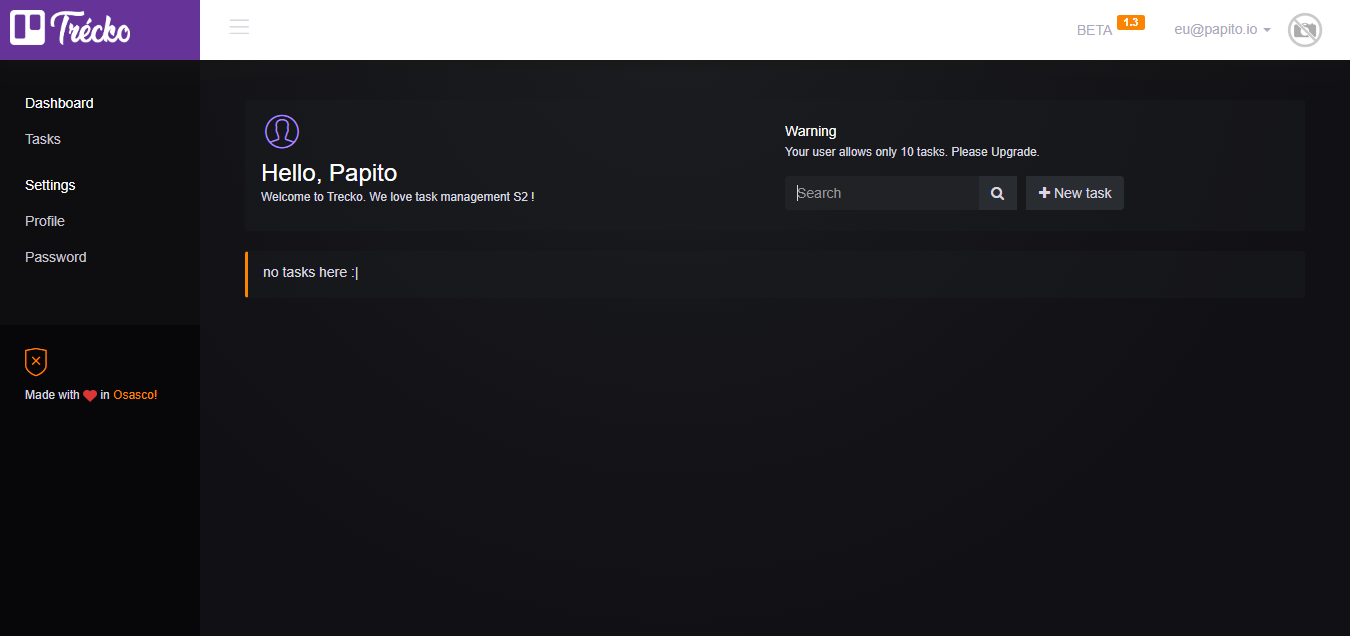 Trécko
BETA 1.3
eu@papito.io
Dashboard
Tasks
Settings
Profile
Password
Made with ❤ in Osasco!
Hello, Papito
Welcome to Trecko. We love task management S2 !
Warning
Your user allows only 10 tasks. Please Upgrade.
Search
New task
no tasks here :|